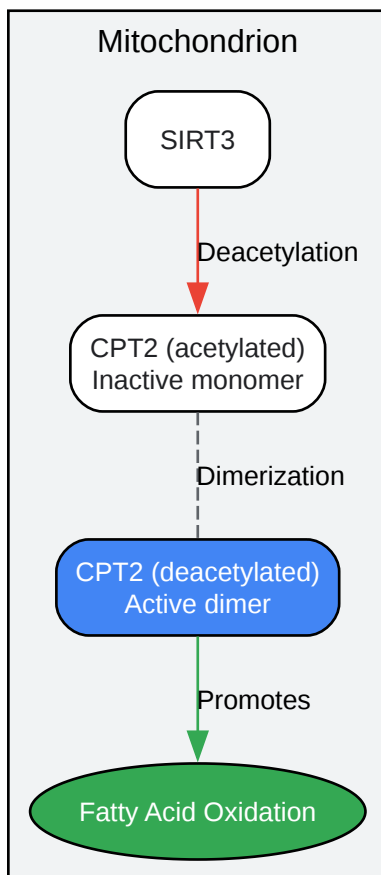 Mitochondrion
SIRT3
Deacetylation
CPT2 (acetylated)
Inactive monomer
Dimerization
CPT2 (deacetylated)
Active dimer
Promotes
Fatty Acid Oxidation